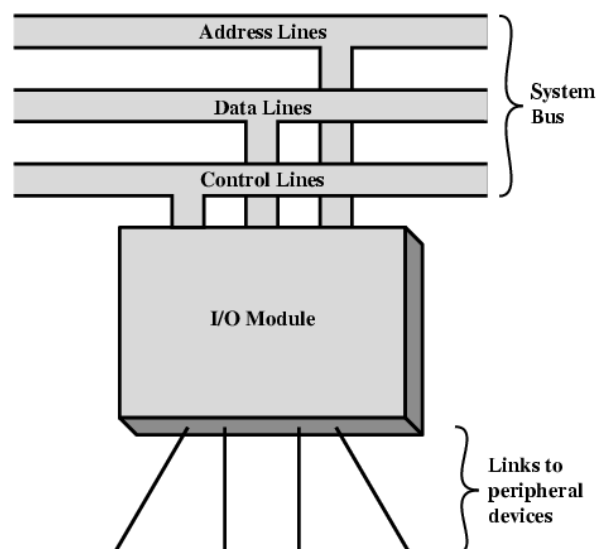 Address Lines
Data Lines
System
Bus
Control Lines
I/O Module
Links to
peripheral
devices